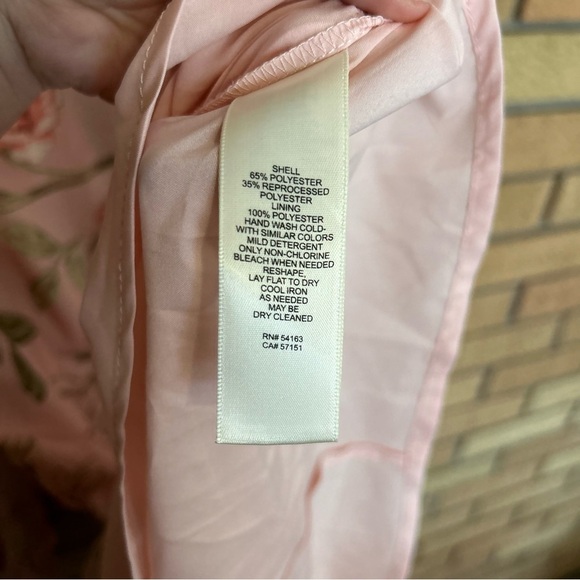 SHELL
65% POLYESTER
35% REPROCESSED
POLYESTER
LINING
100% POLYESTER
HAND WASH COLD-
WITH SIMILAR COLORS
MILD DETERGENT
ONLY NON-CHLORINE
BLEACH WHEN NEEDED
RESHAPE,
LAY FLAT TO DRY
COOL IRON
AS NEEDED
MAY BE
DRY CLEANED
RN# 54163
CA# 57151